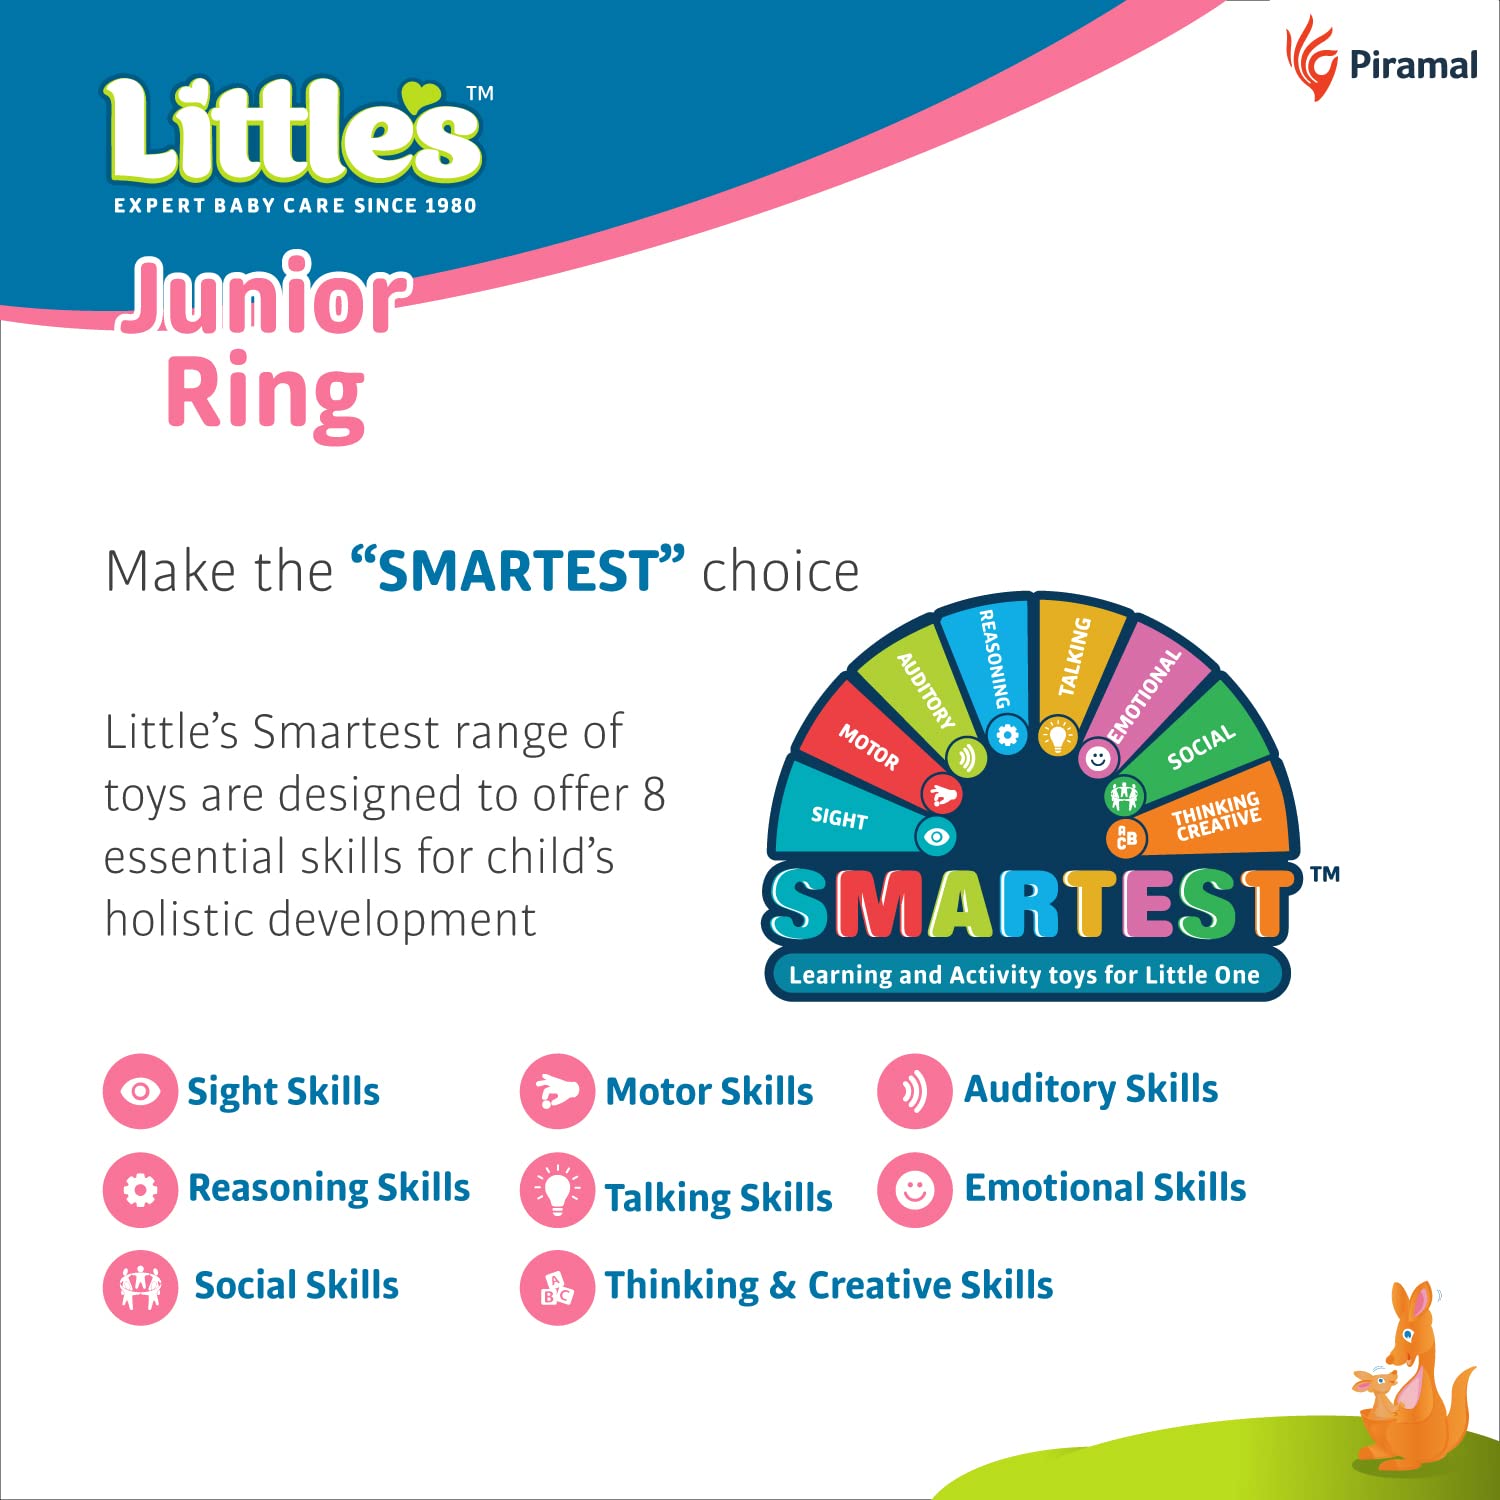 Little's™
EXPERT BABY CARE SINCE 1980
Piramal
Junior
Ring
Make the “SMARTEST” choice
Little’s Smartest range of
toys are designed to offer 8
essential skills for child’s
holistic development
SIGHT
MOTOR
AUDITORY
REASONING
TALKING
EMOTIONAL
SOCIAL
THINKING
CREATIVE
A
B
C
SMARTEST™
Learning and Activity toys for Little One
Sight Skills
Motor Skills
Auditory Skills
Reasoning Skills
Talking Skills
Emotional Skills
Social Skills
A
B C
Thinking & Creative Skills